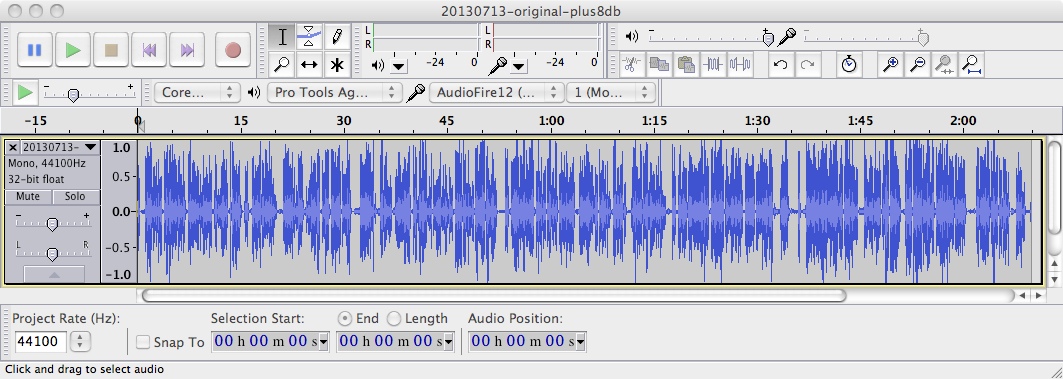 20130713-original-plus8db
L
R
-24 0
L
R
-24 0
- +
- +
- +
Core...
Pro Tools Ag...
AudioFire12 (...
1 (Mo...
-15 0 15 30 45 1:00 1:15 1:30 1:45 2:00
20130713-
Mono, 44100Hz
32-bit float
Mute Solo
- +
L R
1.0
0.5-
0.0-
-0.5-
-1.0
Project Rate (Hz): Selection Start: End Length Audio Position:
44100 Snap To 00 h 00 m 00 s 00 h 00 m 00 s 00 h 00 m 00 s
Click and drag to select audio